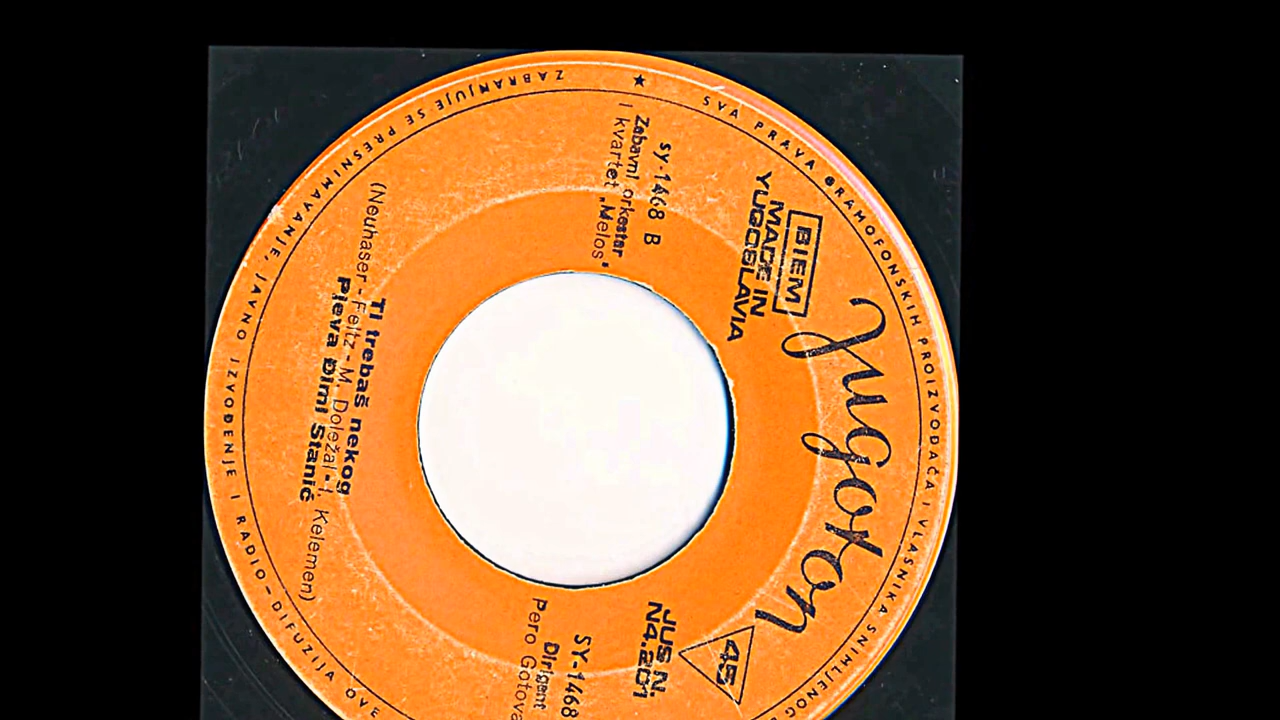 Jugoton
BIEM
MADE IN
YUGOSLAVIA
45
JUS N.
N4.201
SY-1468 B
Zabavni orkestar
I kvartet „Melos"
SY-1468
Dirigent
Pero Gotova
Ti trebaš nekog
(Neuhaser - Feltz - M. Doležal - I. Kelemen)
Pjeva Đimi Stanić
★ SVA PRAVA GRAMOFONSKIH PROIZVOĐAČA I VLASNIKA SNIMLJENOG
OVE
ZABRANJUJE SE PRESNIMAVANJE, JAVNO IZVOĐENJE I RADIO-DIFUZIJA